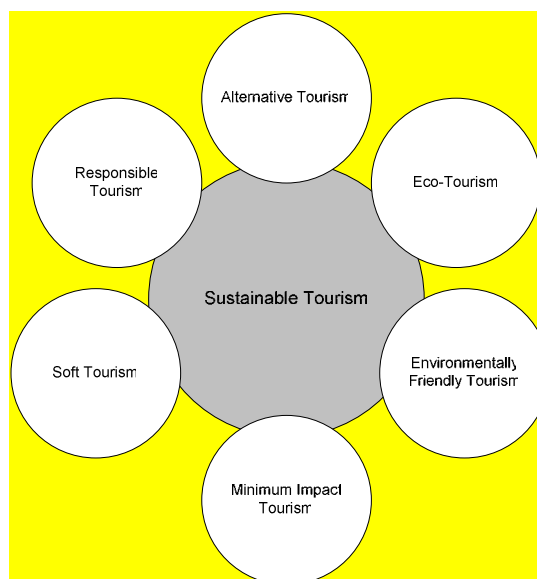 Alternative Tourism
Responsible
Tourism
Eco-Tourism
Sustainable Tourism
Soft Tourism
Environmentally
Friendly Tourism
Minimum Impact
Tourism